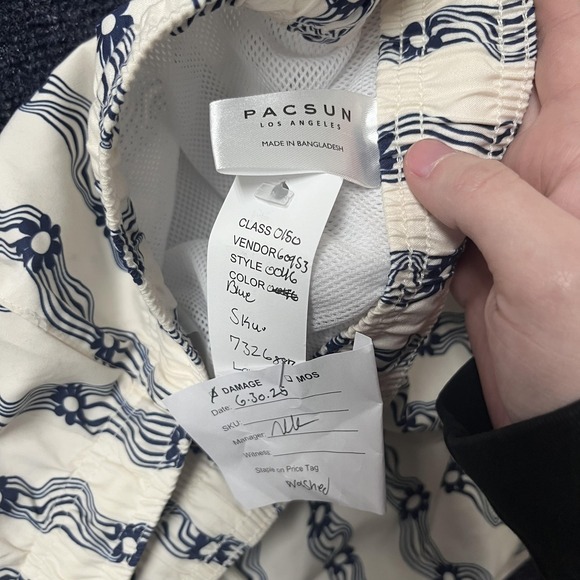 PACSUN
LOS ANGELES
MADE IN BANGLADESH
CLASS 0150
VENDOR 60953
STYLE 0046
COLOR
Blue
SKU.
7326
DAMAGE MOS
Date: 6.30.25
SKU
Manager
Witness
Staple on Price Tag
washed